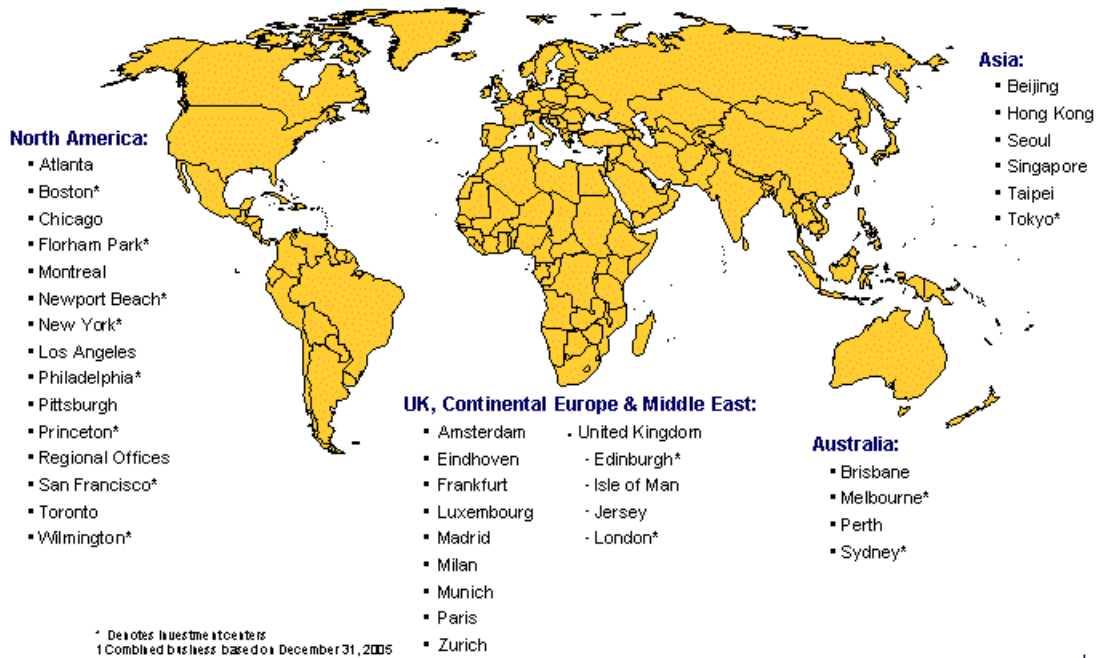 North America:
▪ Atlanta
▪ Boston*
▪ Chicago
▪ Florham Park*
▪ Montreal
▪ Newport Beach*
▪ New York*
▪ Los Angeles
▪ Philadelphia*
▪ Pittsburgh
▪ Princeton*
▪ Regional Offices
▪ San Francisco*
▪ Toronto
▪ Wilmington*
UK, Continental Europe & Middle East:
▪ Amsterdam
▪ Eindhoven
▪ Frankfurt
▪ Luxembourg
▪ Madrid
▪ Milan
▪ Munich
▪ Paris
▪ Zurich
▪ United Kingdom
- Edinburgh*
- Isle of Man
- Jersey
- London*
Asia:
▪ Beijing
▪ Hong Kong
▪ Seoul
▪ Singapore
▪ Taipei
▪ Tokyo*
Australia:
▪ Brisbane
▪ Melbourne*
▪ Perth
▪ Sydney*
* Denotes Investment centers
1 Combined business based on December 31, 2005